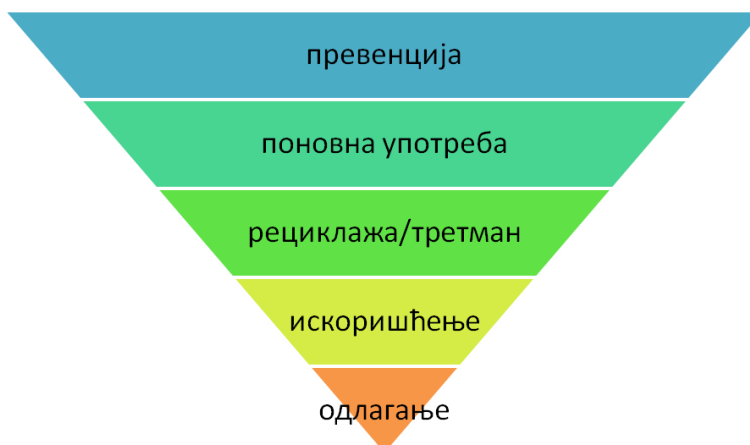 превенција
поновна употреба
рециклажа/третман
искоришћење
одлагање